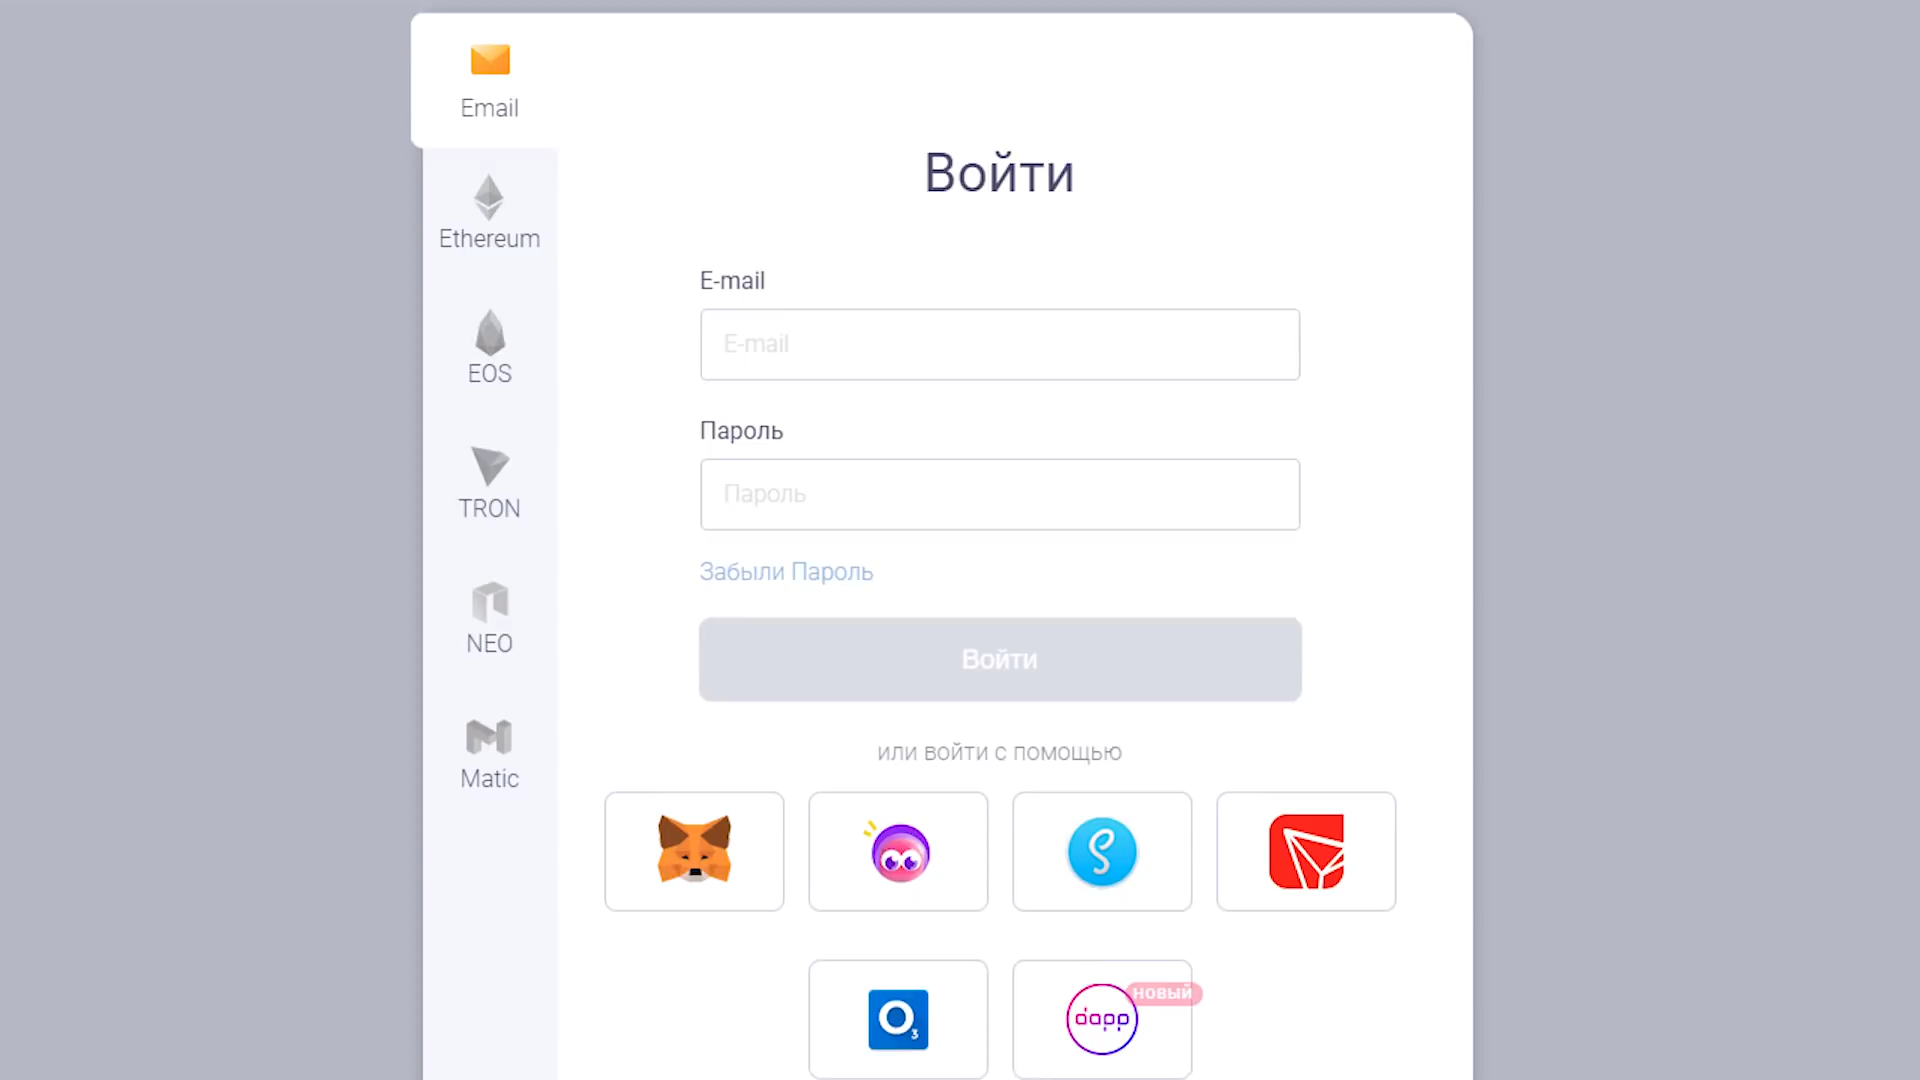 Email
Ethereum
EOS
TRON
NEO
Matic
Войти
E-mail
E-mail
Пароль
Пароль
Забыли Пароль
Войти
или войти с помощью
O3
новый
dapp